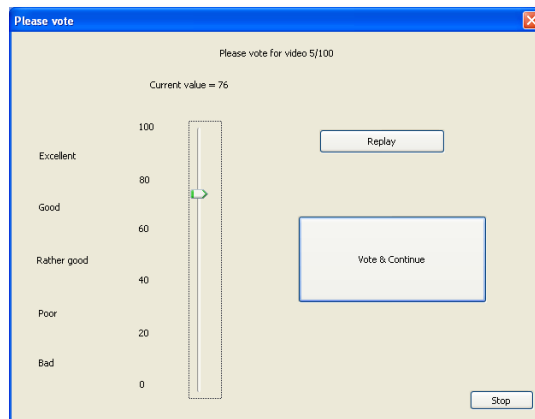 Please vote
Please vote for video 5/100
Current value = 76
100
Excellent
80
Good
60
Rather good
40
Poor
20
Bad
0
Replay
Vote & Continue
Stop